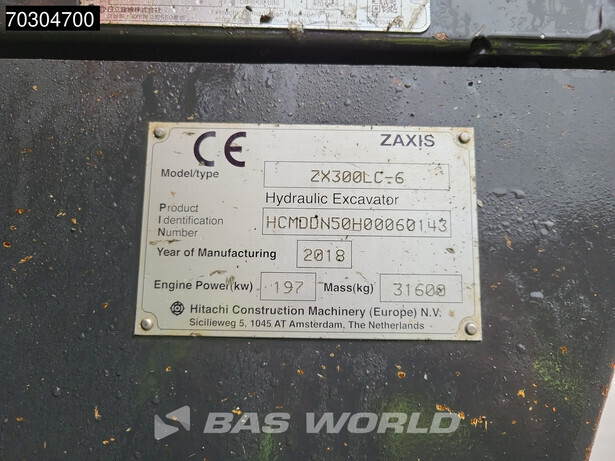 70304700
CE ZAXIS
Model/type ZX300LC-6
Hydraulic Excavator
Product
Identification HCMDDN50H00060143
Number
Year of Manufacturing 2018
Engine Power(kw) 197 Mass(kg) 31600
Hitachi Construction Machinery (Europe) N.V.
Sicilieweg 5, 1045 AT Amsterdam, The Netherlands
BAS WORLD